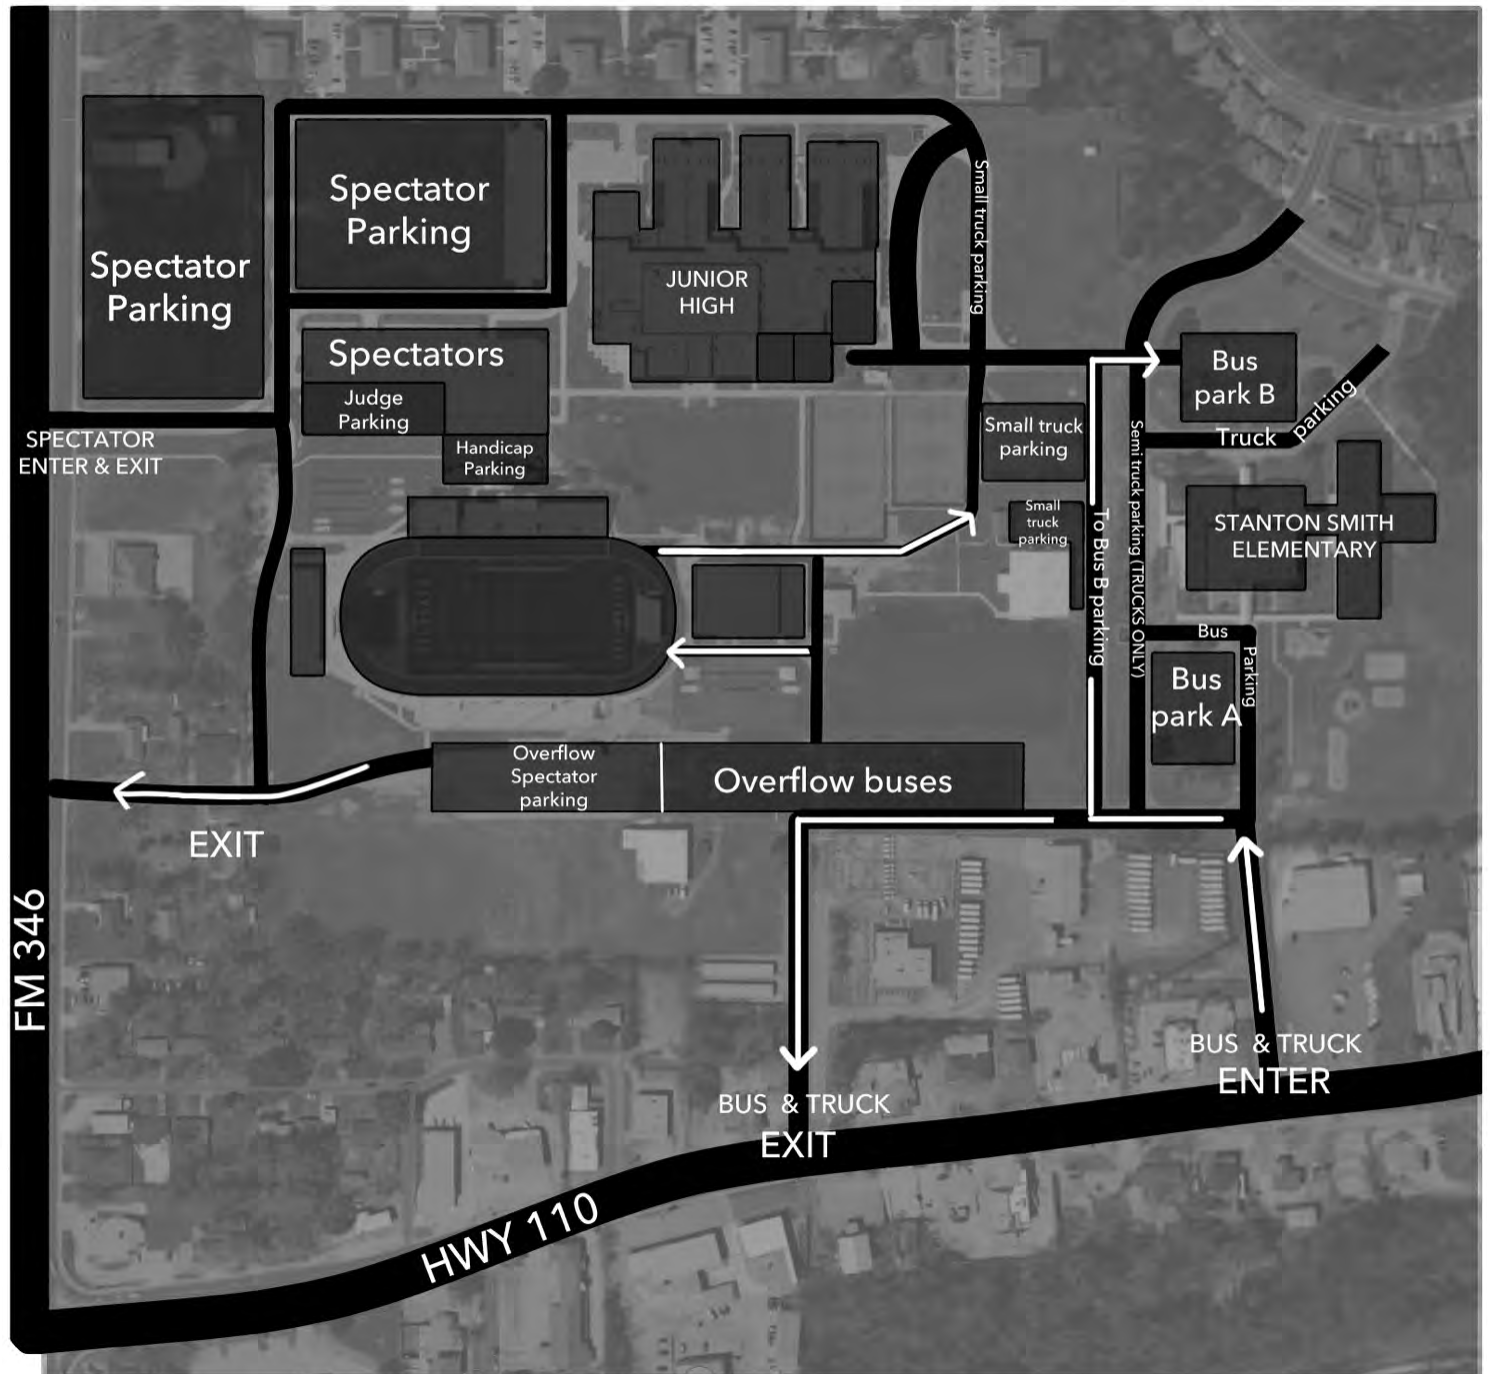 Spectator
Parking
Spectator
Parking
JUNIOR
HIGH
Small truck parking
Spectators
Judge
Parking
Handicap
Parking
SPECTATOR
ENTER & EXIT
Small truck
parking
Small
truck
parking
To Bus B parking
Semi truck parking (TRUCKS ONLY)
Bus
park B
Truck parking
STANTON SMITH
ELEMENTARY
Bus
Parking
Bus
park A
Overflow
Spectator
parking
Overflow buses
EXIT
FM 346
BUS & TRUCK
EXIT
BUS & TRUCK
ENTER
HWY 110